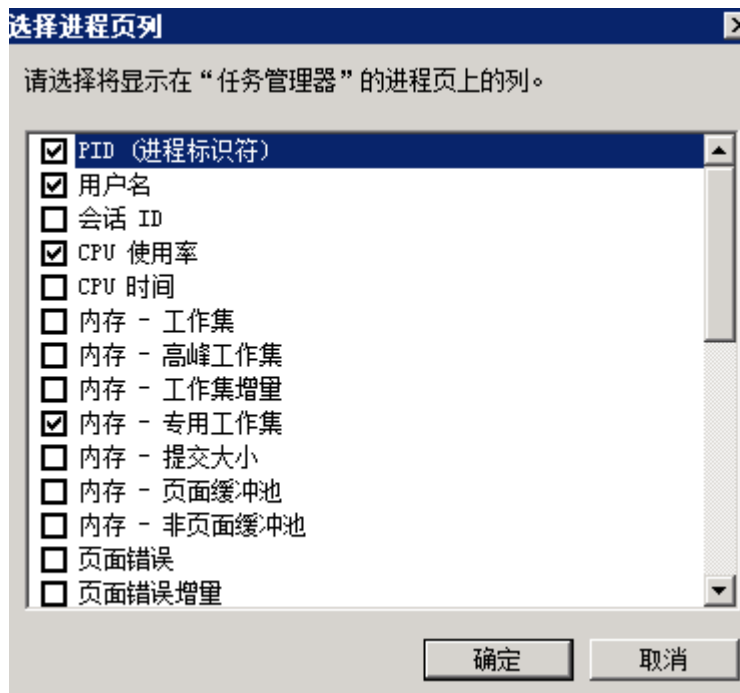 选择进程页列
请选择将显示在“任务管理器”的进程页上的列。
PID (进程标识符)
用户名
会话 ID
CPU 使用率
CPU 时间
内存 - 工作集
内存 - 高峰工作集
内存 - 工作集增量
内存 - 专用工作集
内存 - 提交大小
内存 - 页面缓冲池
内存 - 非页面缓冲池
页面错误
页面错误增量
确定 取消